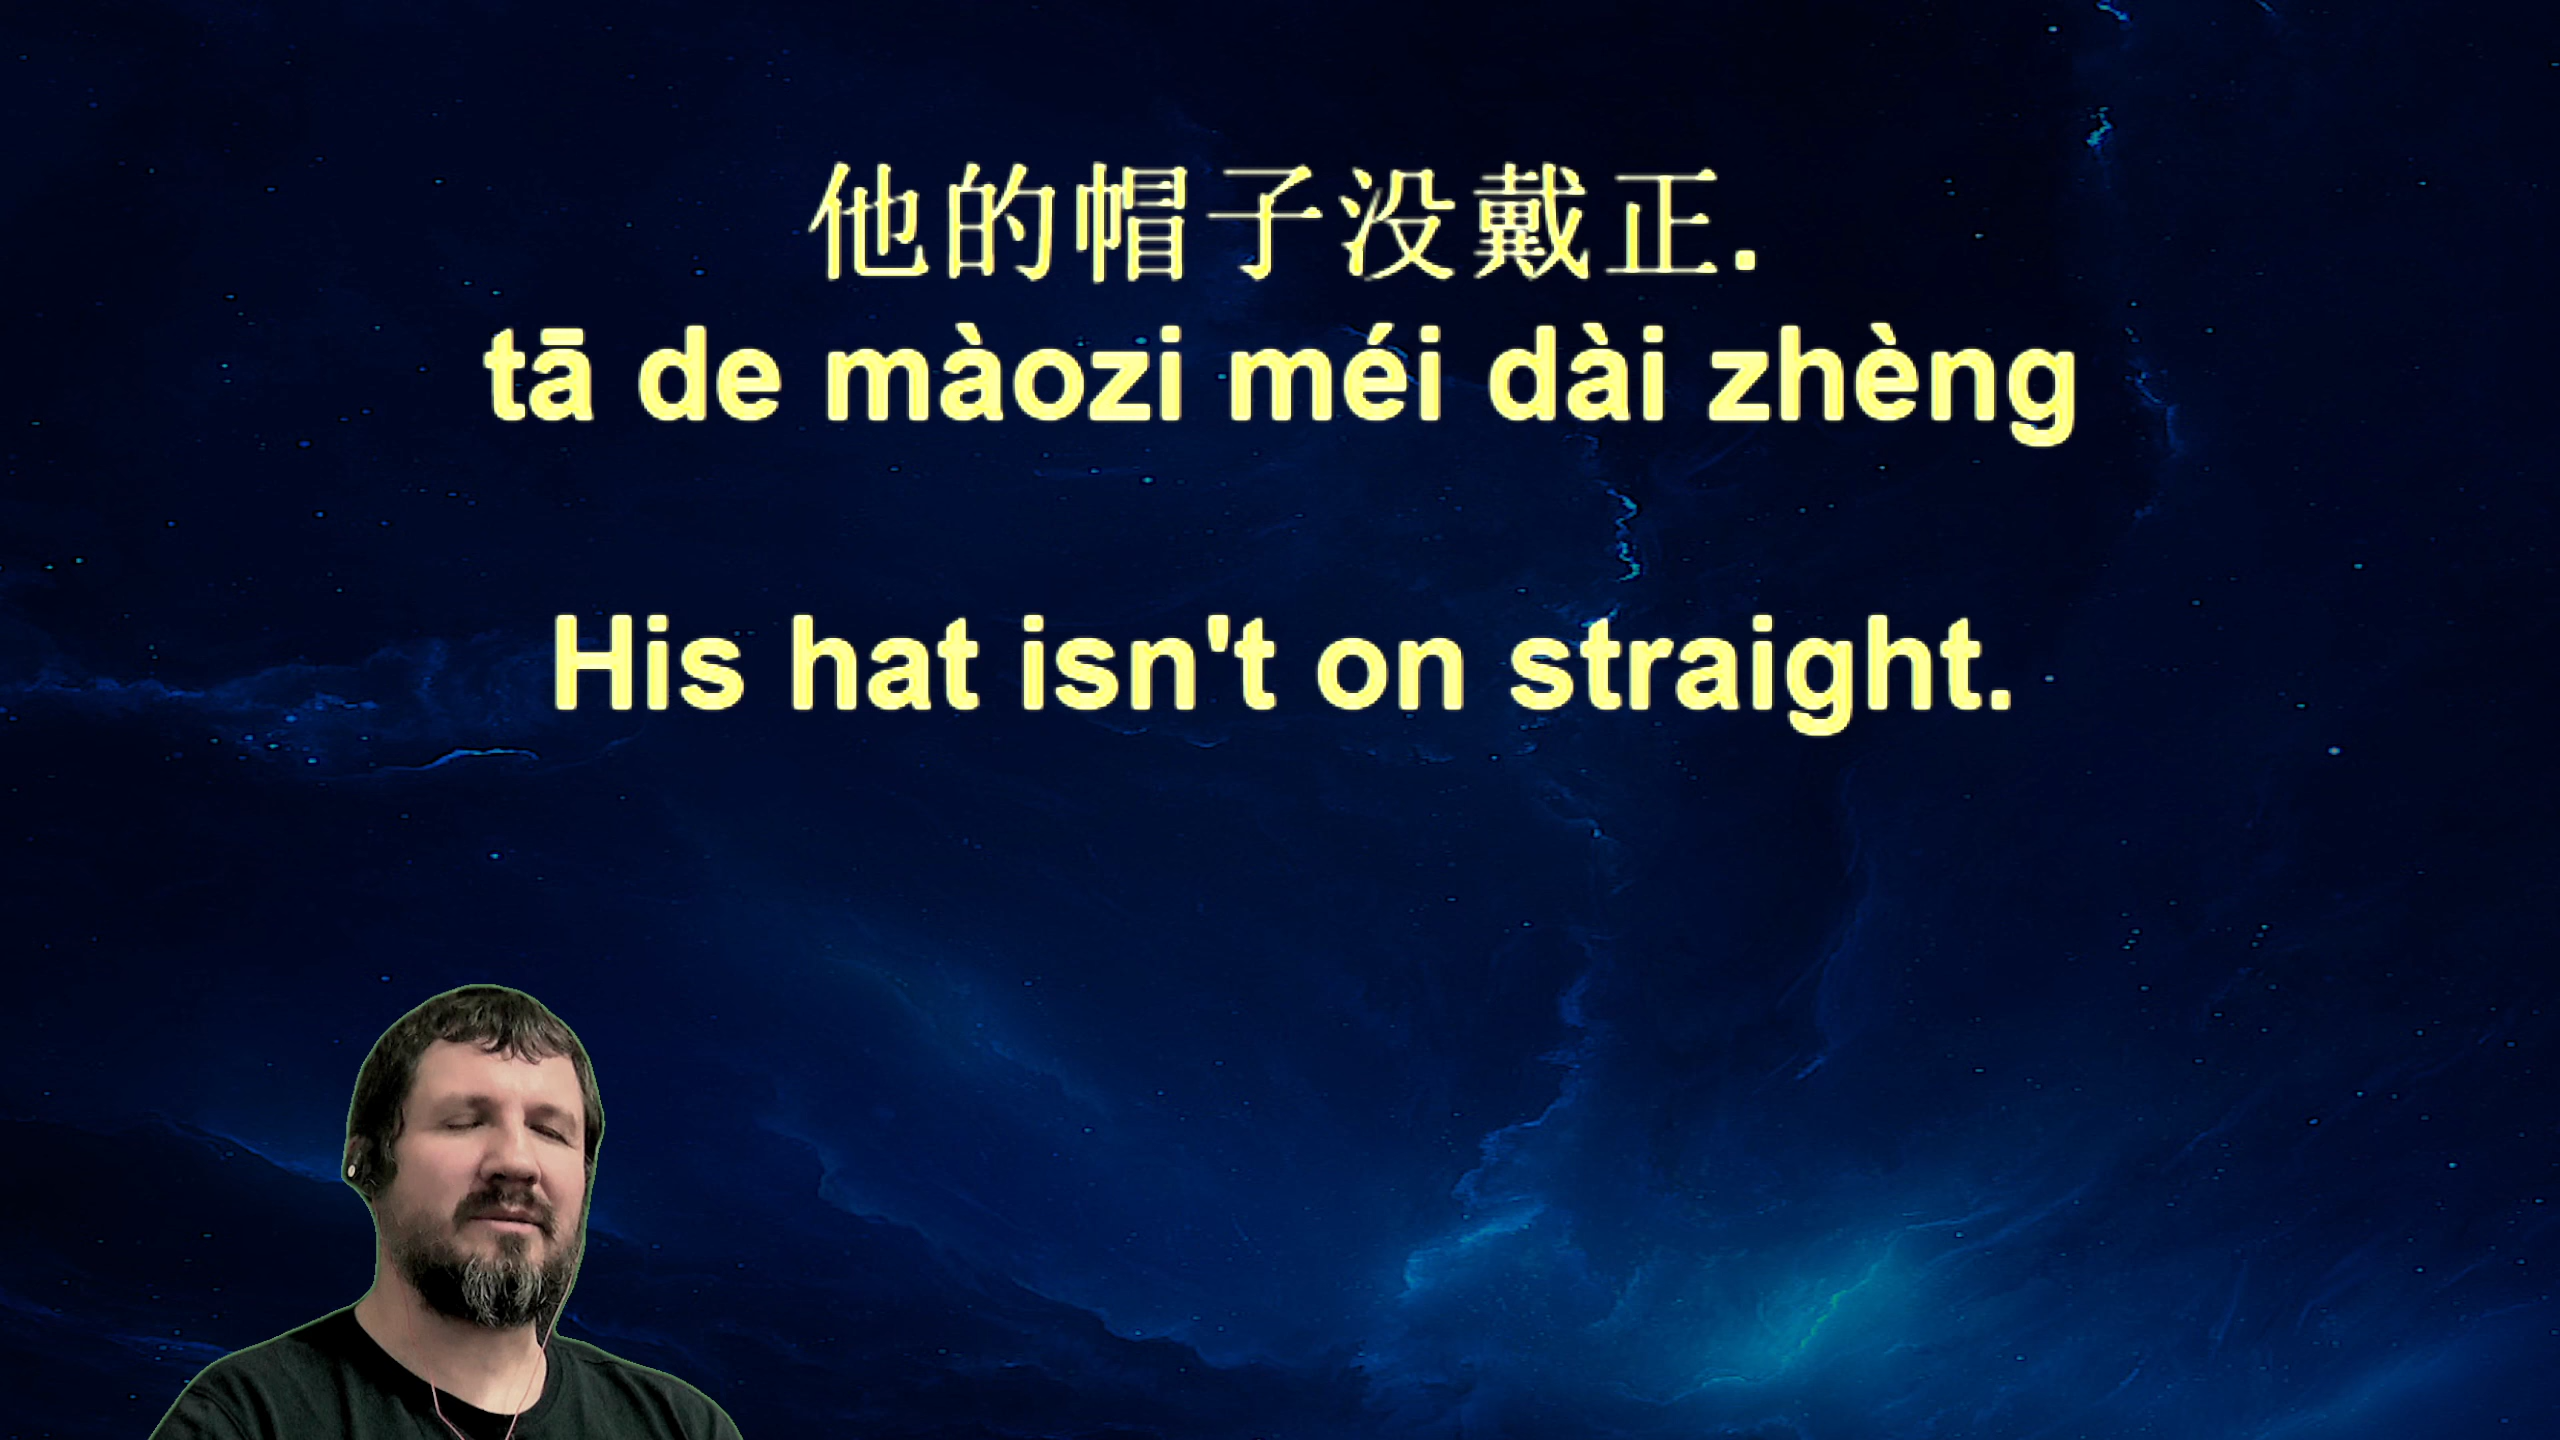 他的帽子没戴正.
tā de màozi méi dài zhèng
His hat isn't on straight.